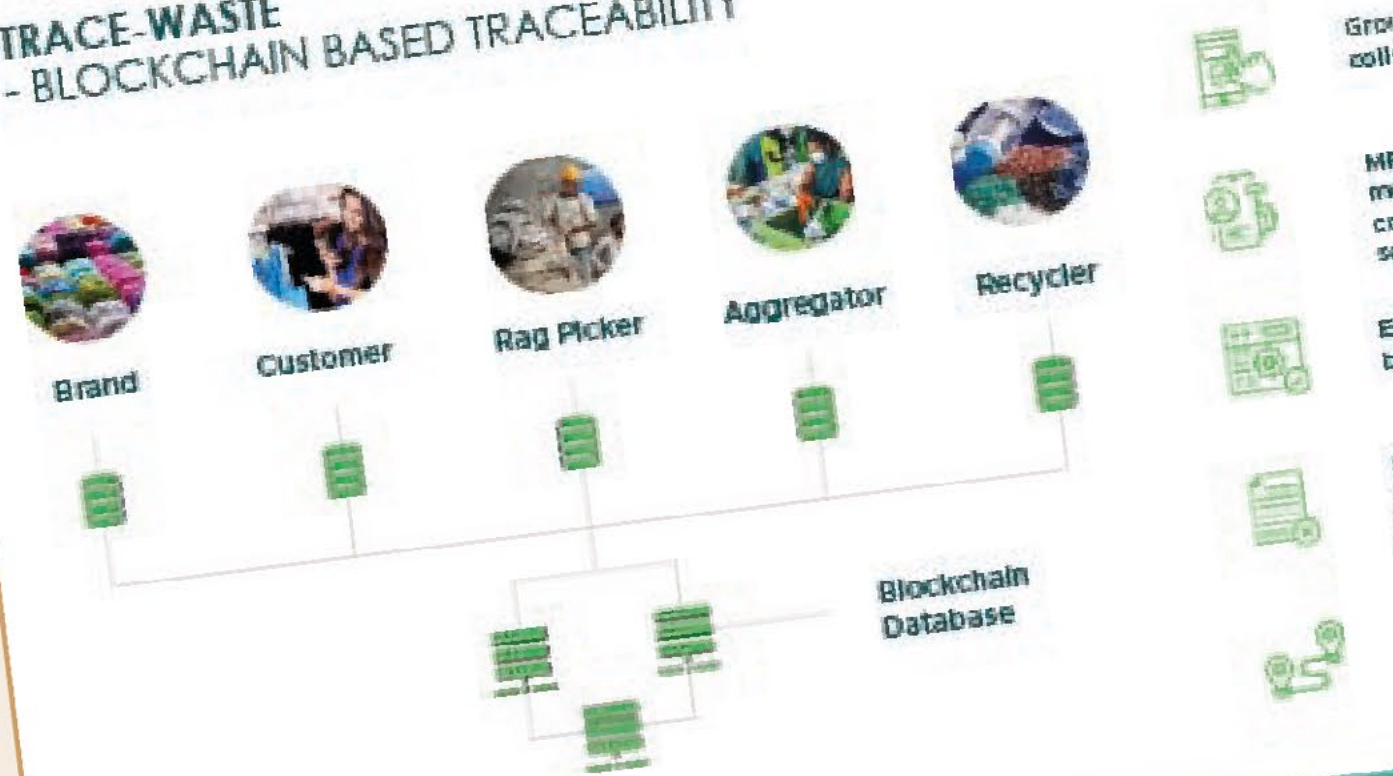 TRACE-WASTE
- BLOCKCHAIN BASED TRACEABILITY
Brand
Customer
Rag Picker
Aggregator
Recycler
Blockchain
Database